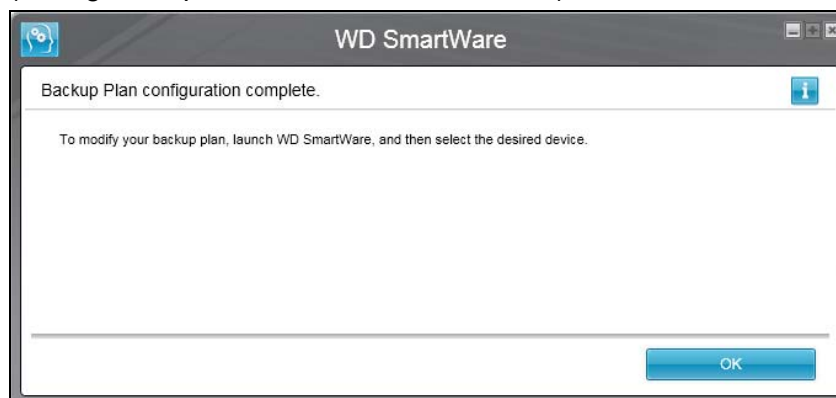 WD SmartWare
Backup Plan configuration complete.
i
To modify your backup plan, launch WD SmartWare, and then select the desired device.
OK